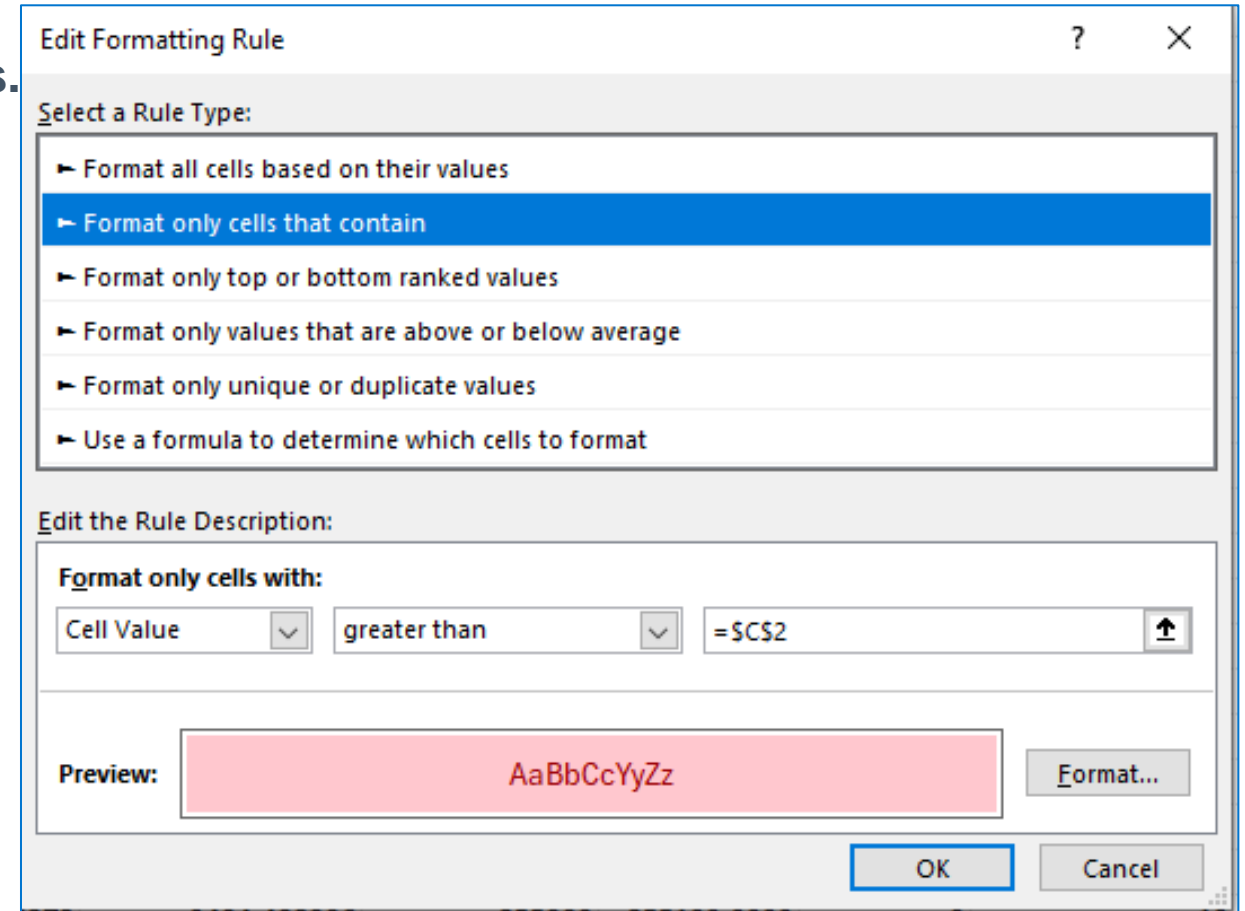 Edit Formatting Rule ? ×
s.
Select a Rule Type:
► Format all cells based on their values
► Format only cells that contain
► Format only top or bottom ranked values
► Format only values that are above or below average
► Format only unique or duplicate values
► Use a formula to determine which cells to format
Edit the Rule Description:
Format only cells with:
Cell Value greater than =$C$2
Preview: AaBbCcYyZz Format...
OK Cancel